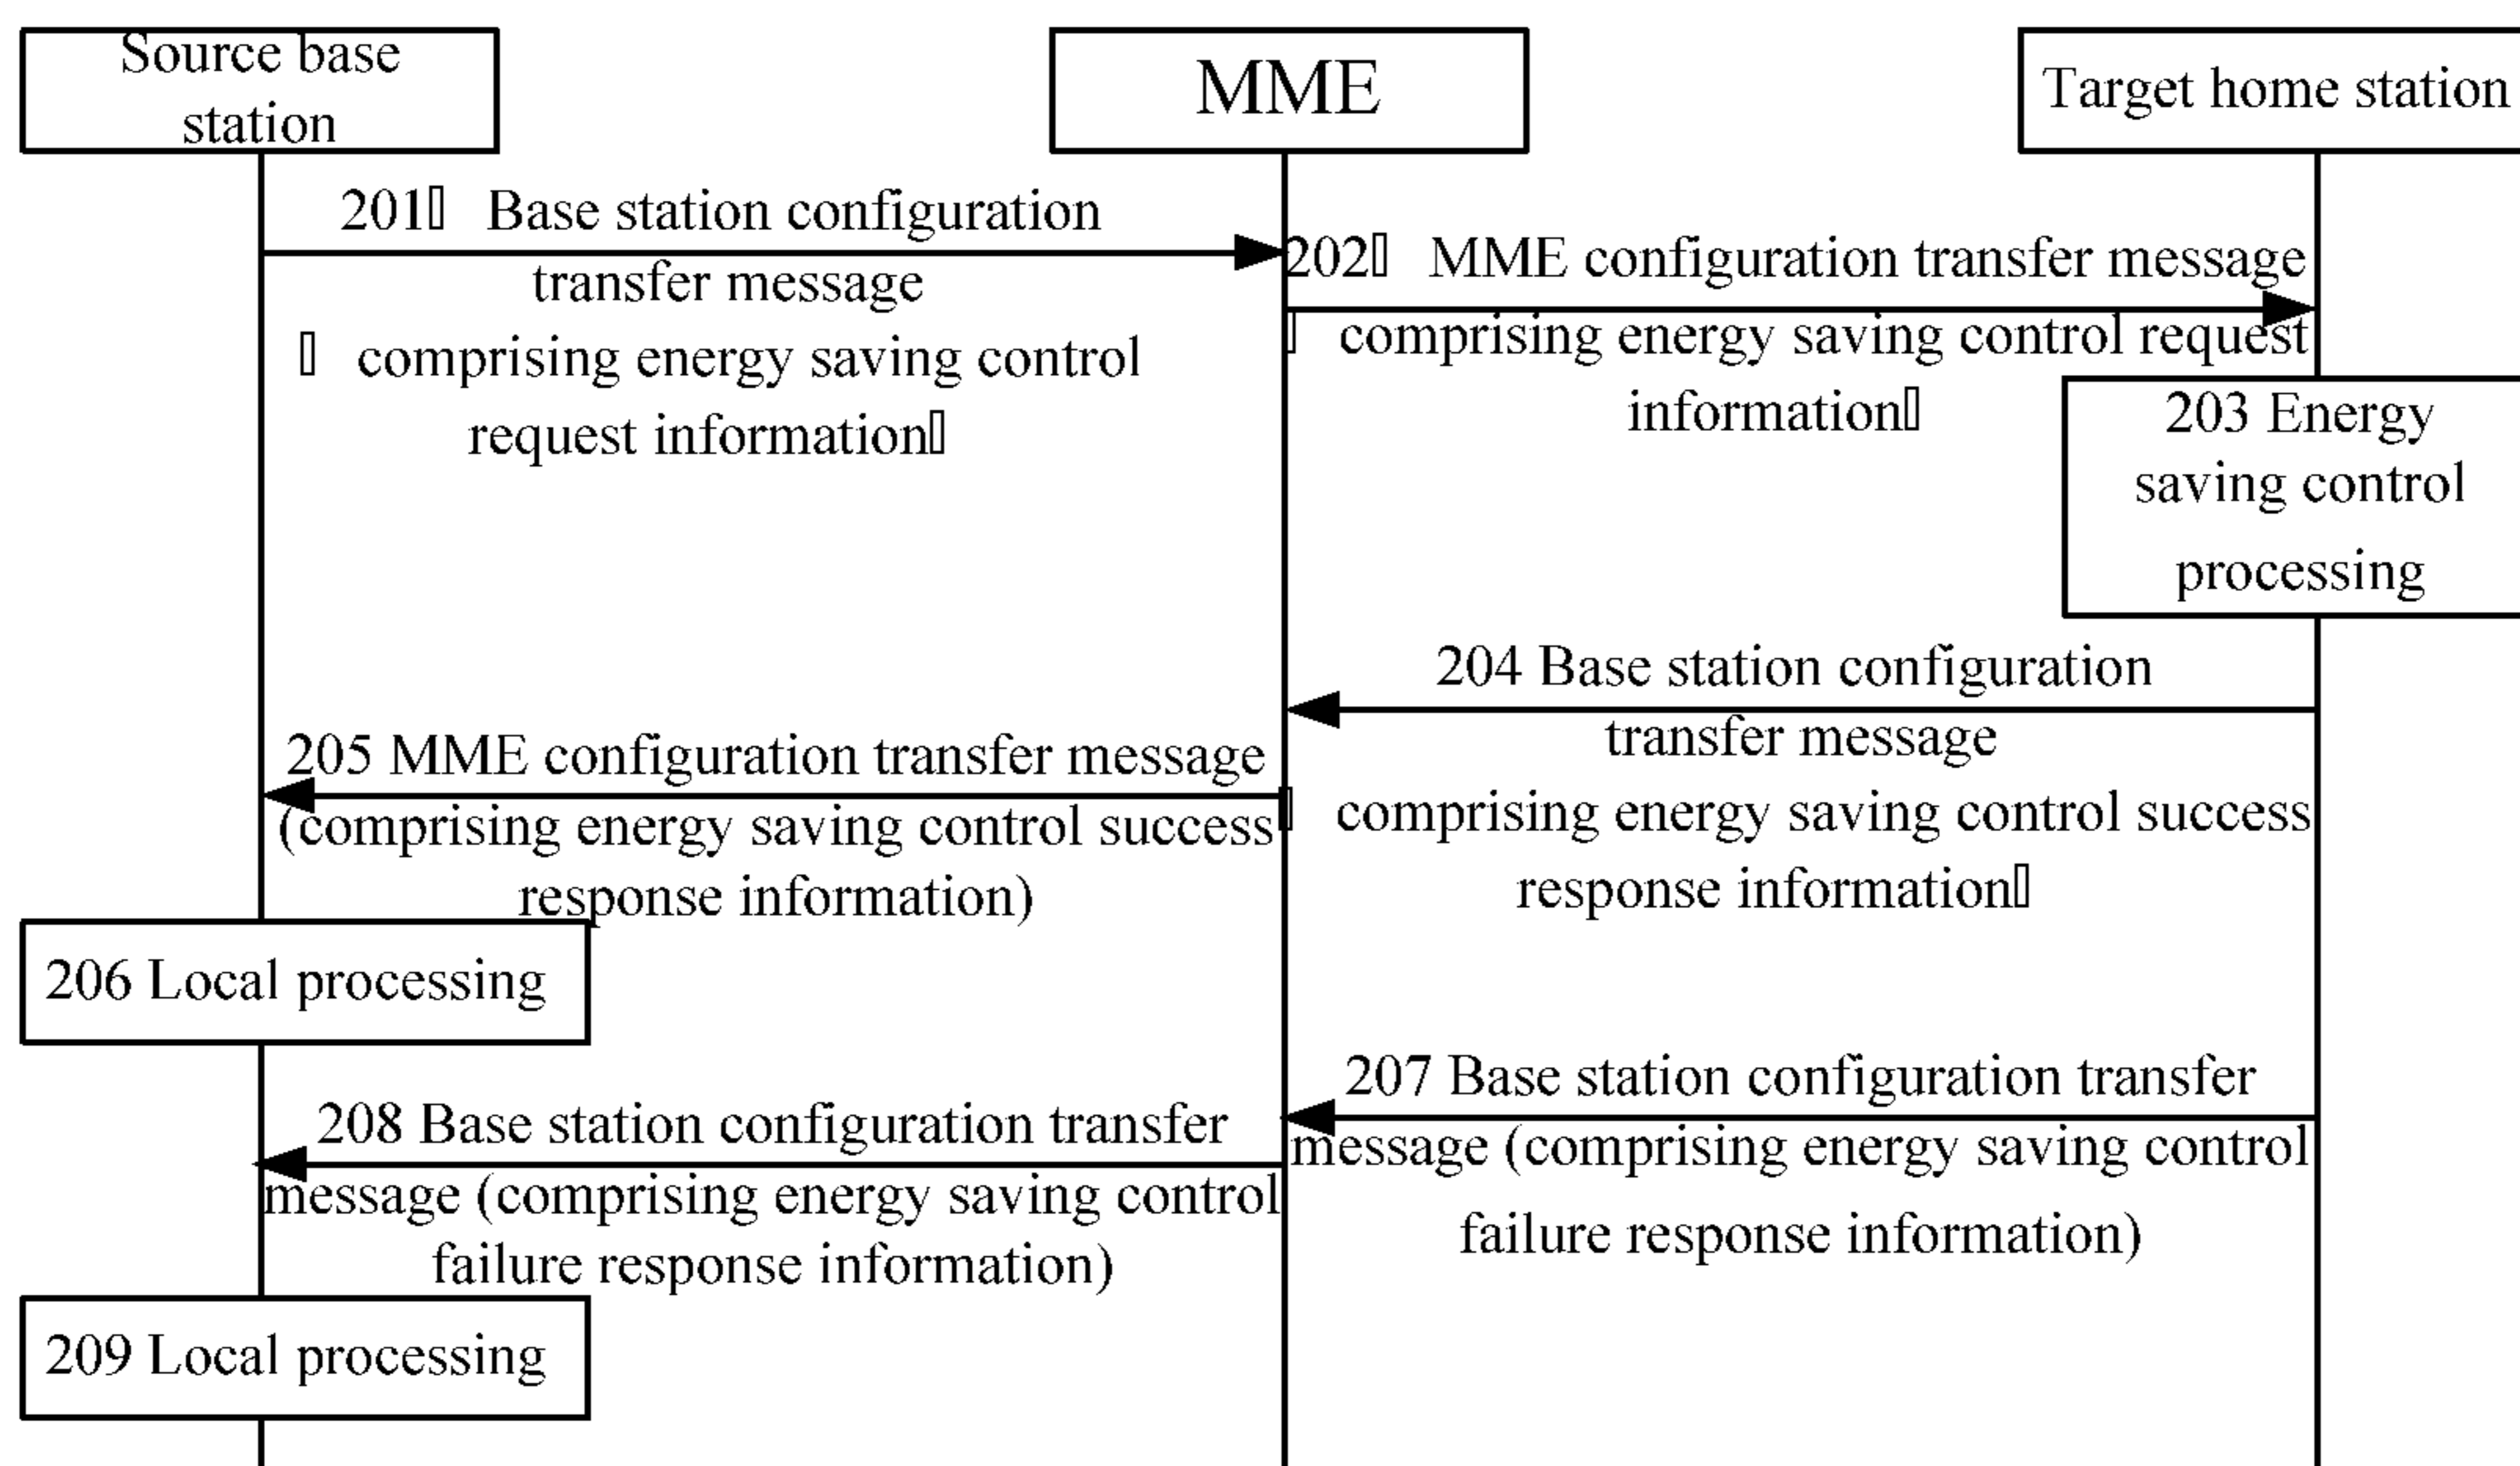 Source base
station
MME
Target home station
201▯ Base station configuration
transfer message
▯ comprising energy saving control
request information▯
202▯ MME configuration transfer message
▯ comprising energy saving control request
information▯
203 Energy
saving control
processing
204 Base station configuration
transfer message
▯ comprising energy saving control success
response information▯
205 MME configuration transfer message
(comprising energy saving control success
response information)
206 Local processing
207 Base station configuration transfer
message (comprising energy saving control
failure response information)
208 Base station configuration transfer
message (comprising energy saving control
failure response information)
209 Local processing